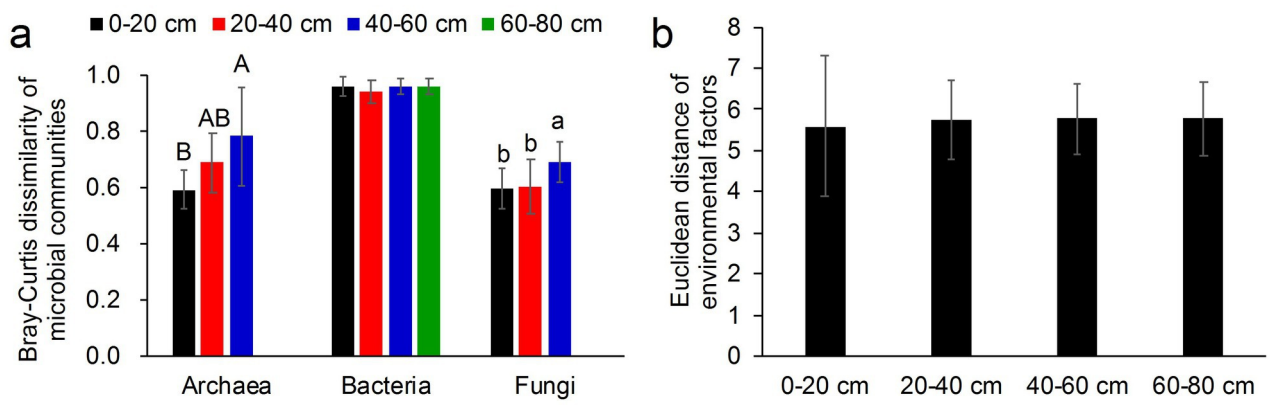 a
0-20 cm 20-40 cm 40-60 cm 60-80 cm
Bray-Curtis dissimilarity of
microbial communities
1.0
0.8
0.6
0.4
0.2
0.0
B
AB
A
b
b
a
Archaea Bacteria Fungi
b
Euclidean distance of
environmental factors
8
7
6
5
4
3
2
1
0
0-20 cm 20-40 cm 40-60 cm 60-80 cm